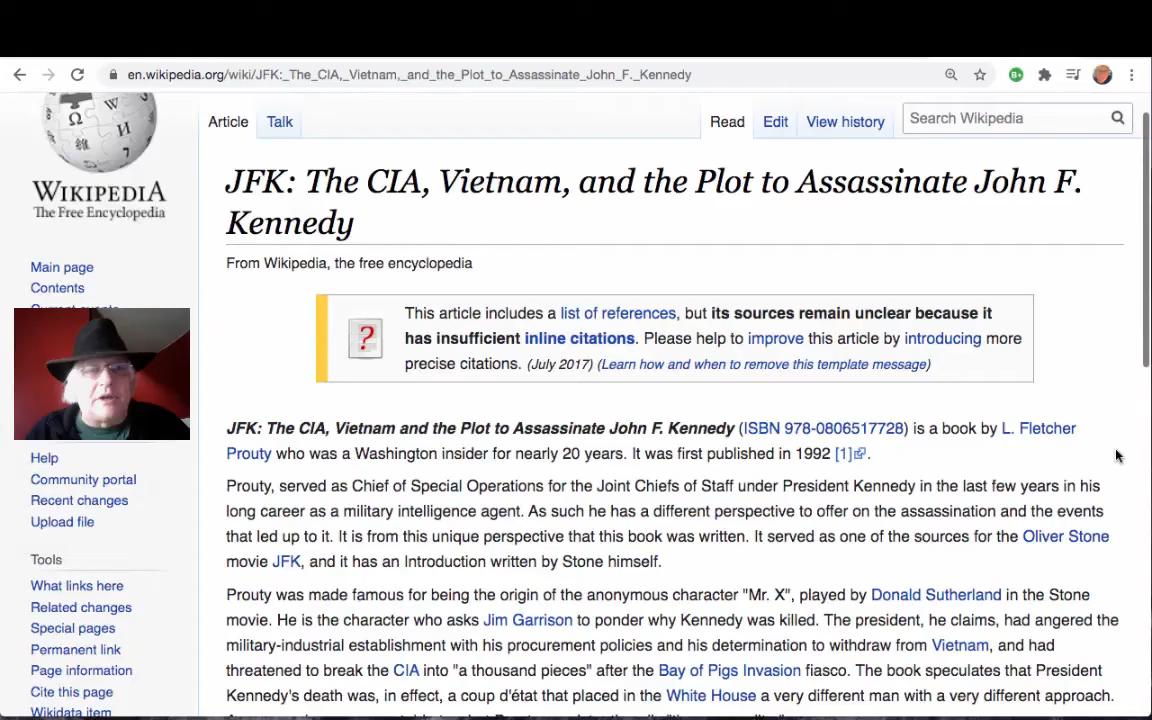 en.wikipedia.org/wiki/JFK:_The_CIA,_Vietnam,_and_the_Plot_to_Assassinate_John_F._Kennedy
Article Talk Read Edit View history Search Wikipedia
WIKIPEDIA
The Free Encyclopedia
Main page
Contents
Help
Community portal
Recent changes
Upload file
Tools
What links here
Related changes
Special pages
Permanent link
Page information
Cite this page
Wikidata item
JFK: The CIA, Vietnam, and the Plot to Assassinate John F.
Kennedy
From Wikipedia, the free encyclopedia
This article includes a list of references, but its sources remain unclear because it
has insufficient inline citations. Please help to improve this article by introducing more
precise citations. (July 2017) (Learn how and when to remove this template message)
JFK: The CIA, Vietnam and the Plot to Assassinate John F. Kennedy (ISBN 978-0806517728) is a book by L. Fletcher
Prouty who was a Washington insider for nearly 20 years. It was first published in 1992 [1].
Prouty, served as Chief of Special Operations for the Joint Chiefs of Staff under President Kennedy in the last few years in his
long career as a military intelligence agent. As such he has a different perspective to offer on the assassination and the events
that led up to it. It is from this unique perspective that this book was written. It served as one of the sources for the Oliver Stone
movie JFK, and it has an Introduction written by Stone himself.
Prouty was made famous for being the origin of the anonymous character "Mr. X", played by Donald Sutherland in the Stone
movie. He is the character who asks Jim Garrison to ponder why Kennedy was killed. The president, he claims, had angered the
military-industrial establishment with his procurement policies and his determination to withdraw from Vietnam, and had
threatened to break the CIA into "a thousand pieces" after the Bay of Pigs Invasion fiasco. The book speculates that President
Kennedy's death was, in effect, a coup d'état that placed in the White House a very different man with a very different approach.